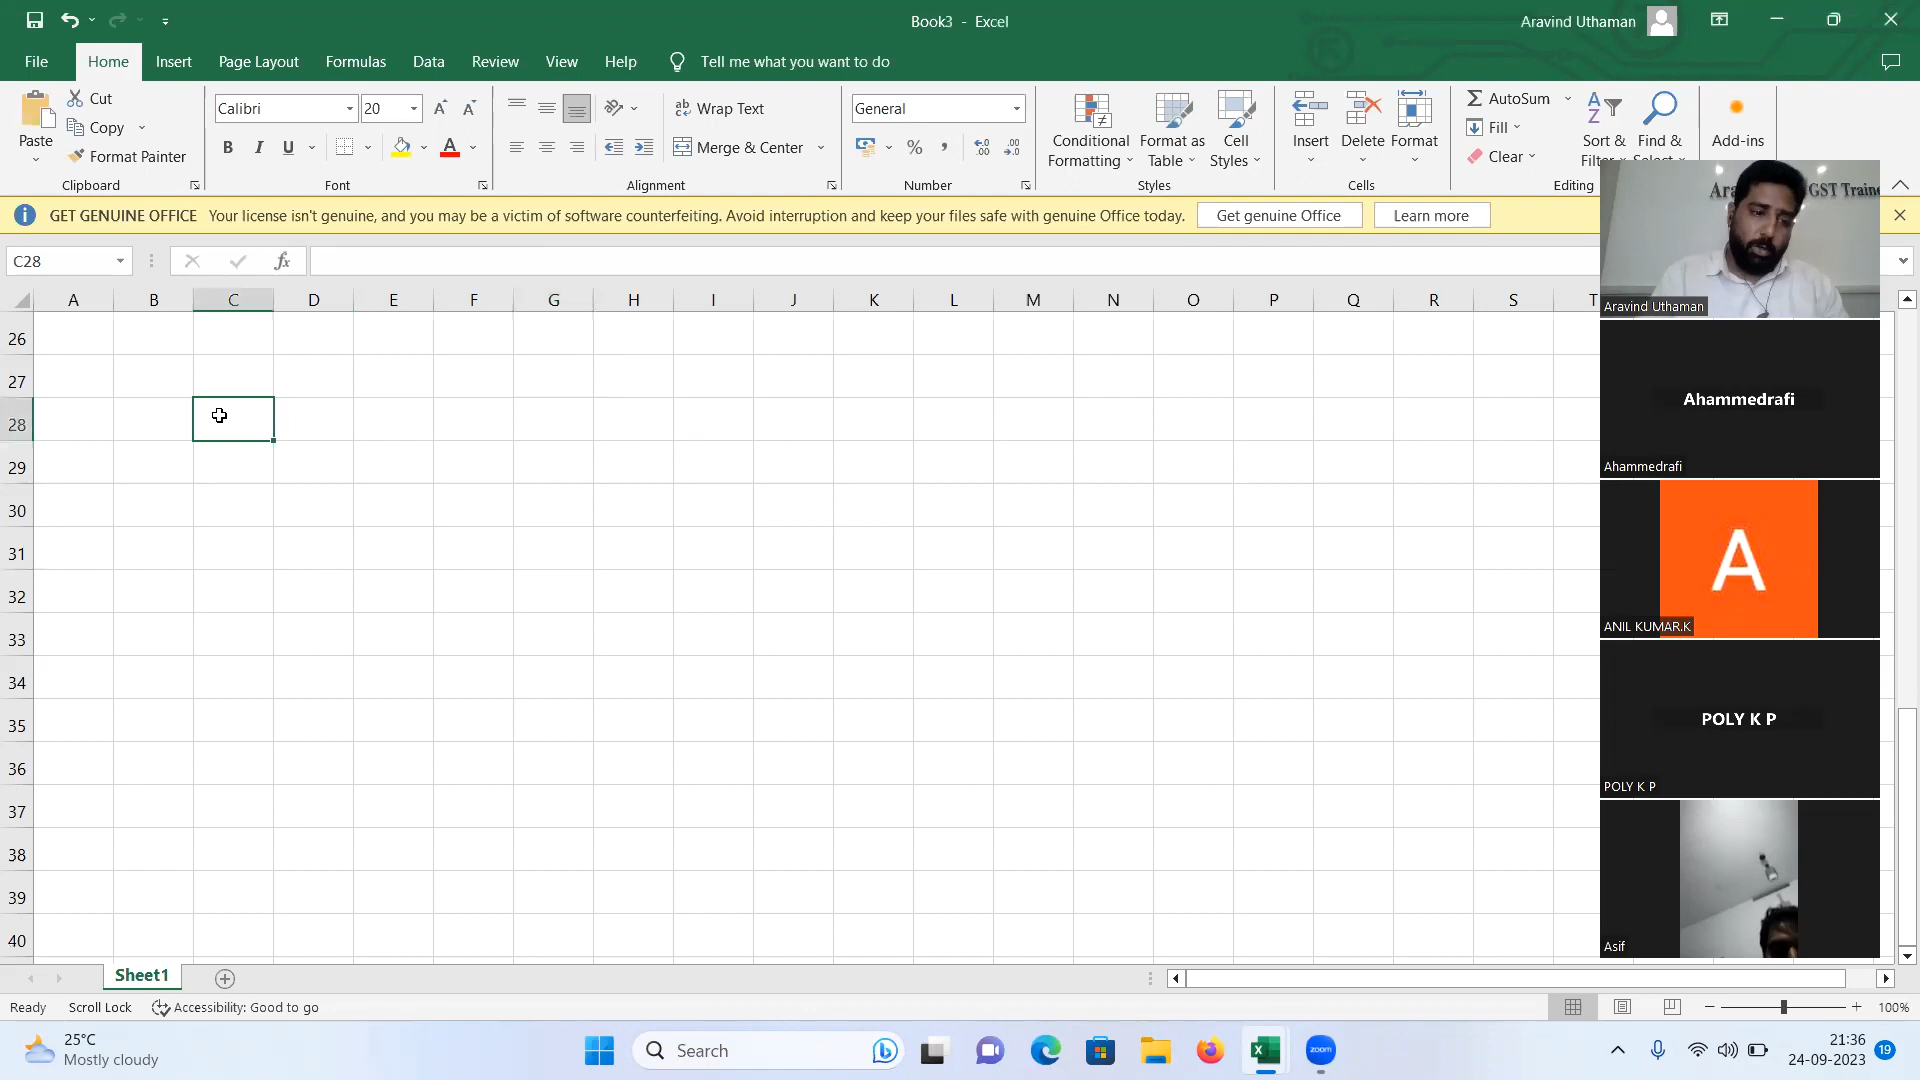 Book3 - Excel
Aravind Uthaman
File Home Insert Page Layout Formulas Data Review View Help Tell me what you want to do
Paste
Cut
Copy
Format Painter
Clipboard
Calibri 20
B I U A
Font
Wrap Text
Merge & Center
Alignment
General
%
Number
Conditional Formatting
Format as Table
Cell Styles
Styles
Insert Delete Format
Cells
AutoSum
Fill
Clear
Sort &
Find &
Editing
Add-ins
GET GENUINE OFFICE Your license isn't genuine, and you may be a victim of software counterfeiting. Avoid interruption and keep your files safe with genuine Office today. Get genuine Office Learn more
C28
fx
A B C D E F G H I J K L M N O P Q R S T
26
27
28
29
30
31
32
33
34
35
36
37
38
39
40
GST
Aravind Uthaman
Ahammedrafi
Ahammedrafi
A
ANIL KUMAR.K
POLY K P
POLY K P
Asif
Sheet1
Ready Scroll Lock Accessibility: Good to go
100%
25°C
Mostly cloudy
Search
zoom
21:36
24-09-2023
19